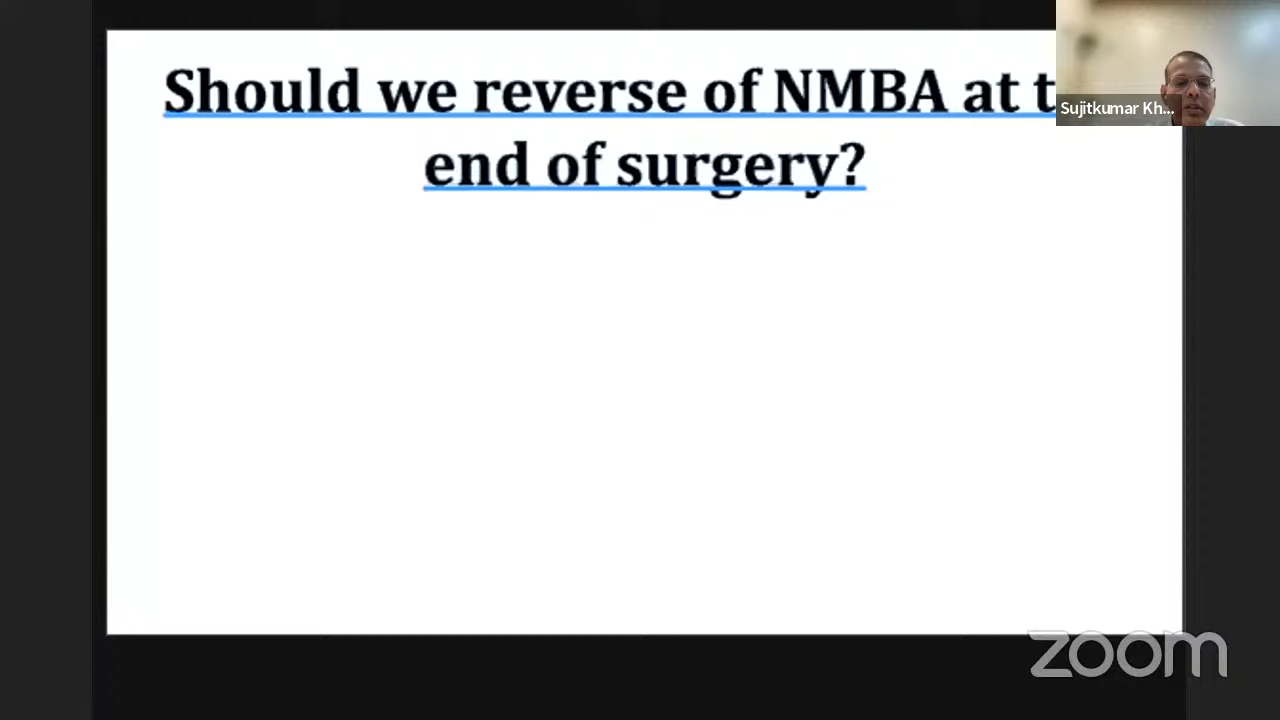 Should we reverse of NMBA at t
end of surgery?
Sujitkumar Kh...
zoom